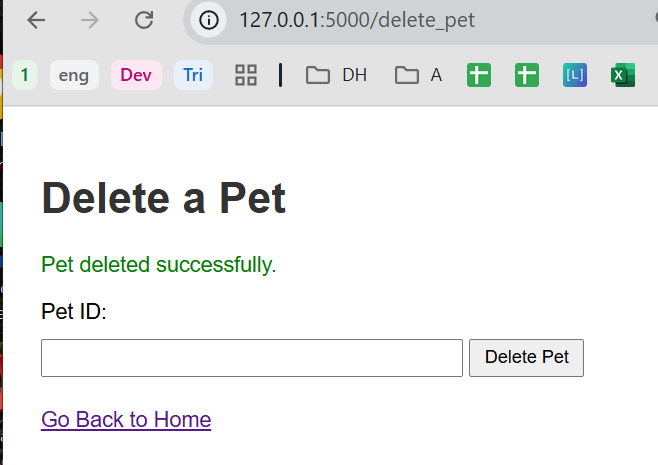 127.0.0.1:5000/delete_pet
1 eng Dev Tri DH A [L] X
Delete a Pet
Pet deleted successfully.
Pet ID:
Delete Pet
Go Back to Home